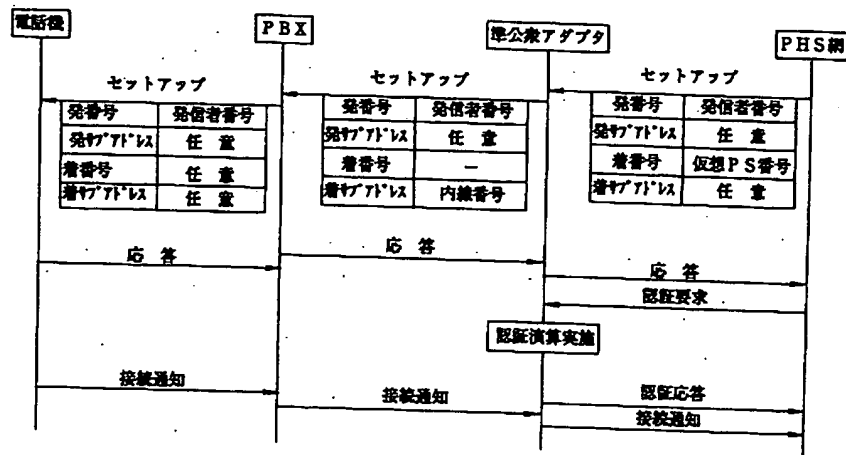 電話機
PBX
準公衆アダプタ
PHS網
セットアップ
発番号 発信者番号
発サブアドレス 任意
着番号 任意
着サブアドレス 任意
セットアップ
発番号 発信者番号
発サブアドレス 任意
着番号 ―
着サブアドレス 内線番号
セットアップ
発番号 発信者番号
発サブアドレス 任意
着番号 仮想PS番号
着サブアドレス 任意
応答
応答
応答
認証要求
認証演算実施
接続通知
接続通知
認証応答
接続通知